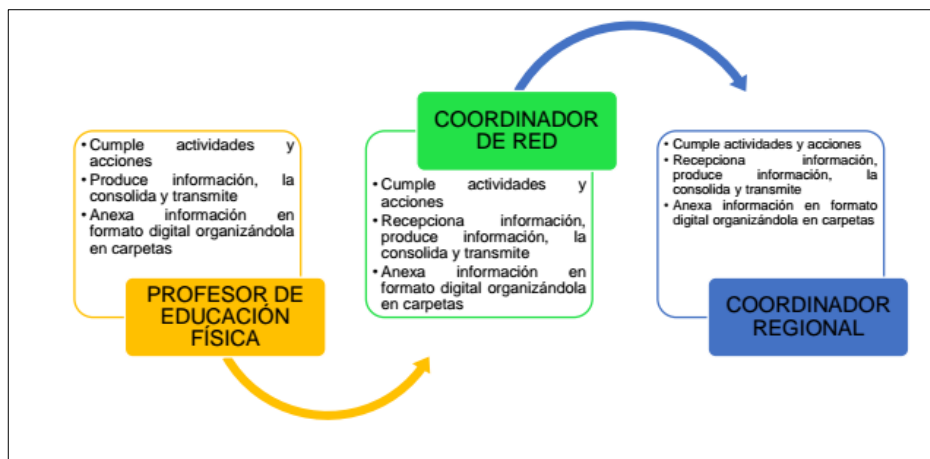 • Cumple actividades y
acciones
• Produce información, la
consolida y transmite
• Anexa información en
formato digital organizándola
en carpetas
PROFESOR DE
EDUCACIÓN
FÍSICA
COORDINADOR
DE RED
• Cumple actividades y
acciones
• Recepciona información,
produce información, la
consolida y transmite
• Anexa información en
formato digital organizándola
en carpetas
• Cumple actividades y acciones
• Recepciona información,
produce información, la
consolida y transmite
• Anexa información en formato
digital organizándola en carpetas
COORDINADOR
REGIONAL